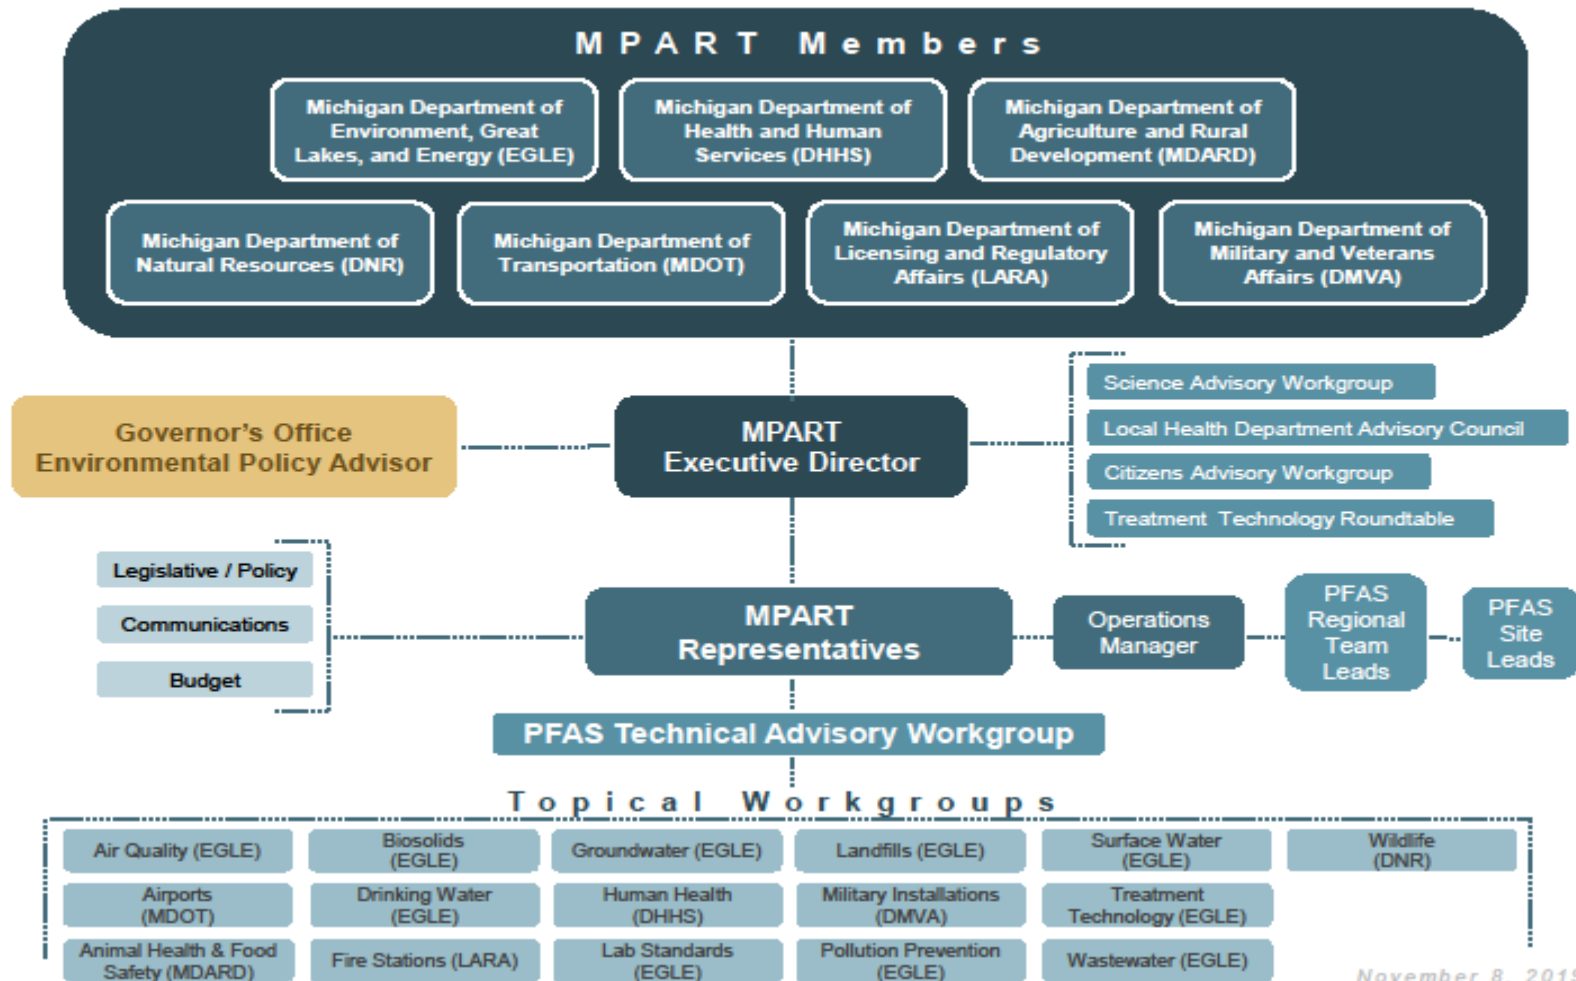 MPART Members
Michigan Department of
Environment, Great
Lakes, and Energy (EGLE)
Michigan Department of
Health and Human
Services (DHHS)
Michigan Department of
Agriculture and Rural
Development (MDARD)
Michigan Department of
Natural Resources (DNR)
Michigan Department of
Transportation (MDOT)
Michigan Department of
Licensing and Regulatory
Affairs (LARA)
Michigan Department of
Military and Veterans
Affairs (DMVA)
Governor's Office
Environmental Policy Advisor
MPART
Executive Director
Science Advisory Workgroup
Local Health Department Advisory Council
Citizens Advisory Workgroup
Treatment Technology Roundtable
Legislative / Policy
Communications
Budget
MPART
Representatives
Operations
Manager
PFAS
Regional
Team
Leads
PFAS
Site
Leads
PFAS Technical Advisory Workgroup
Topical Workgroups
Air Quality (EGLE)
Biosolids
(EGLE)
Groundwater (EGLE)
Landfills (EGLE)
Surface Water
(EGLE)
Wildlife
(DNR)
Airports
(MDOT)
Drinking Water
(EGLE)
Human Health
(DHHS)
Military Installations
(DMVA)
Treatment
Technology (EGLE)
Animal Health & Food
Safety (MDARD)
Fire Stations (LARA)
Lab Standards
(EGLE)
Pollution Prevention
(EGLE)
Wastewater (EGLE)
November 8, 2019